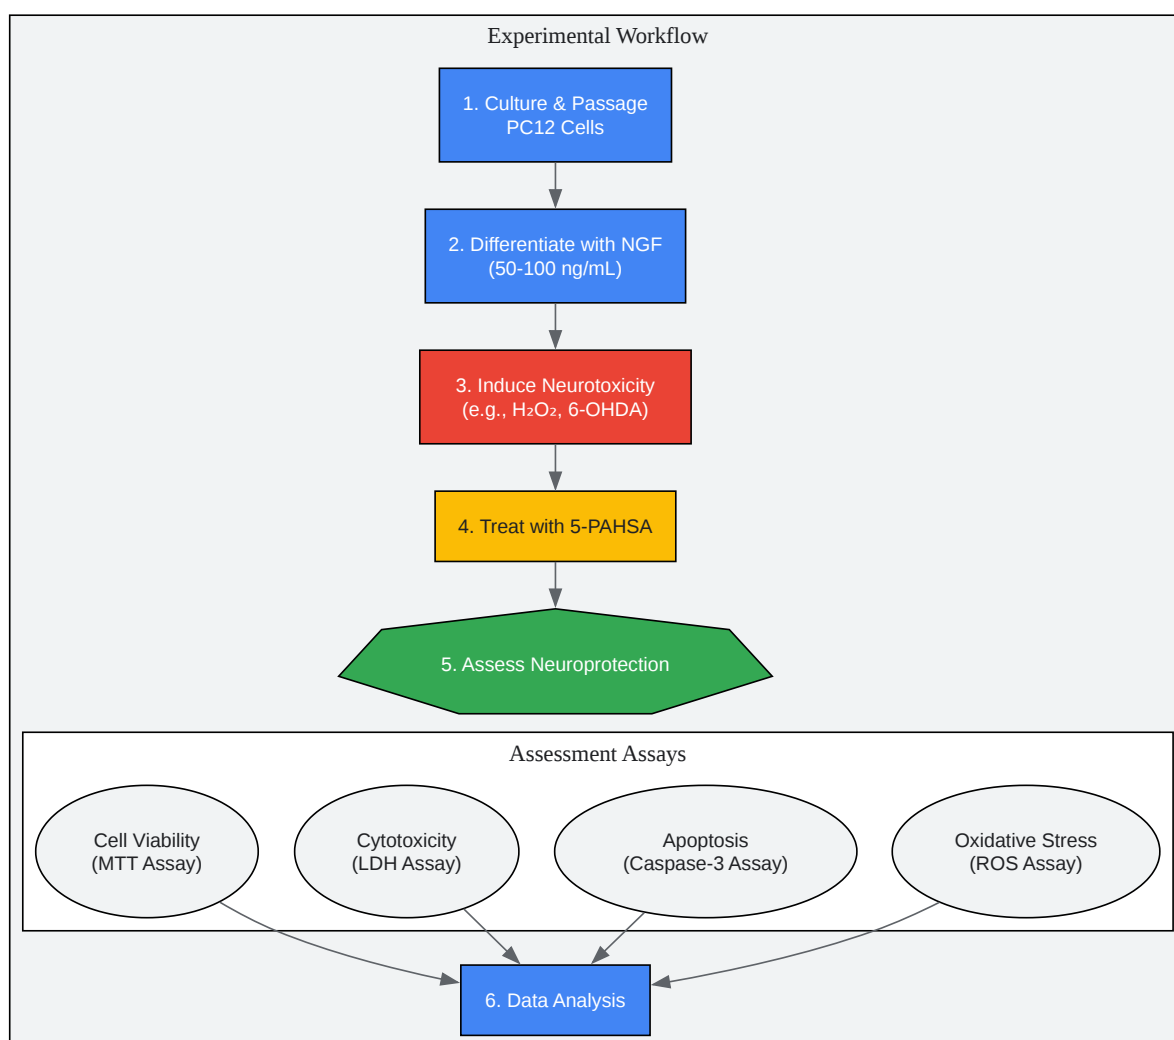 Experimental Workflow
1. Culture & Passage
PC12 Cells
2. Differentiate with NGF
(50-100 ng/mL)
3. Induce Neurotoxicity
(e.g., H₂O₂, 6-OHDA)
4. Treat with 5-PAHSA
5. Assess Neuroprotection
Assessment Assays
Cell Viability
(MTT Assay)
Cytotoxicity
(LDH Assay)
Apoptosis
(Caspase-3 Assay)
Oxidative Stress
(ROS Assay)
6. Data Analysis